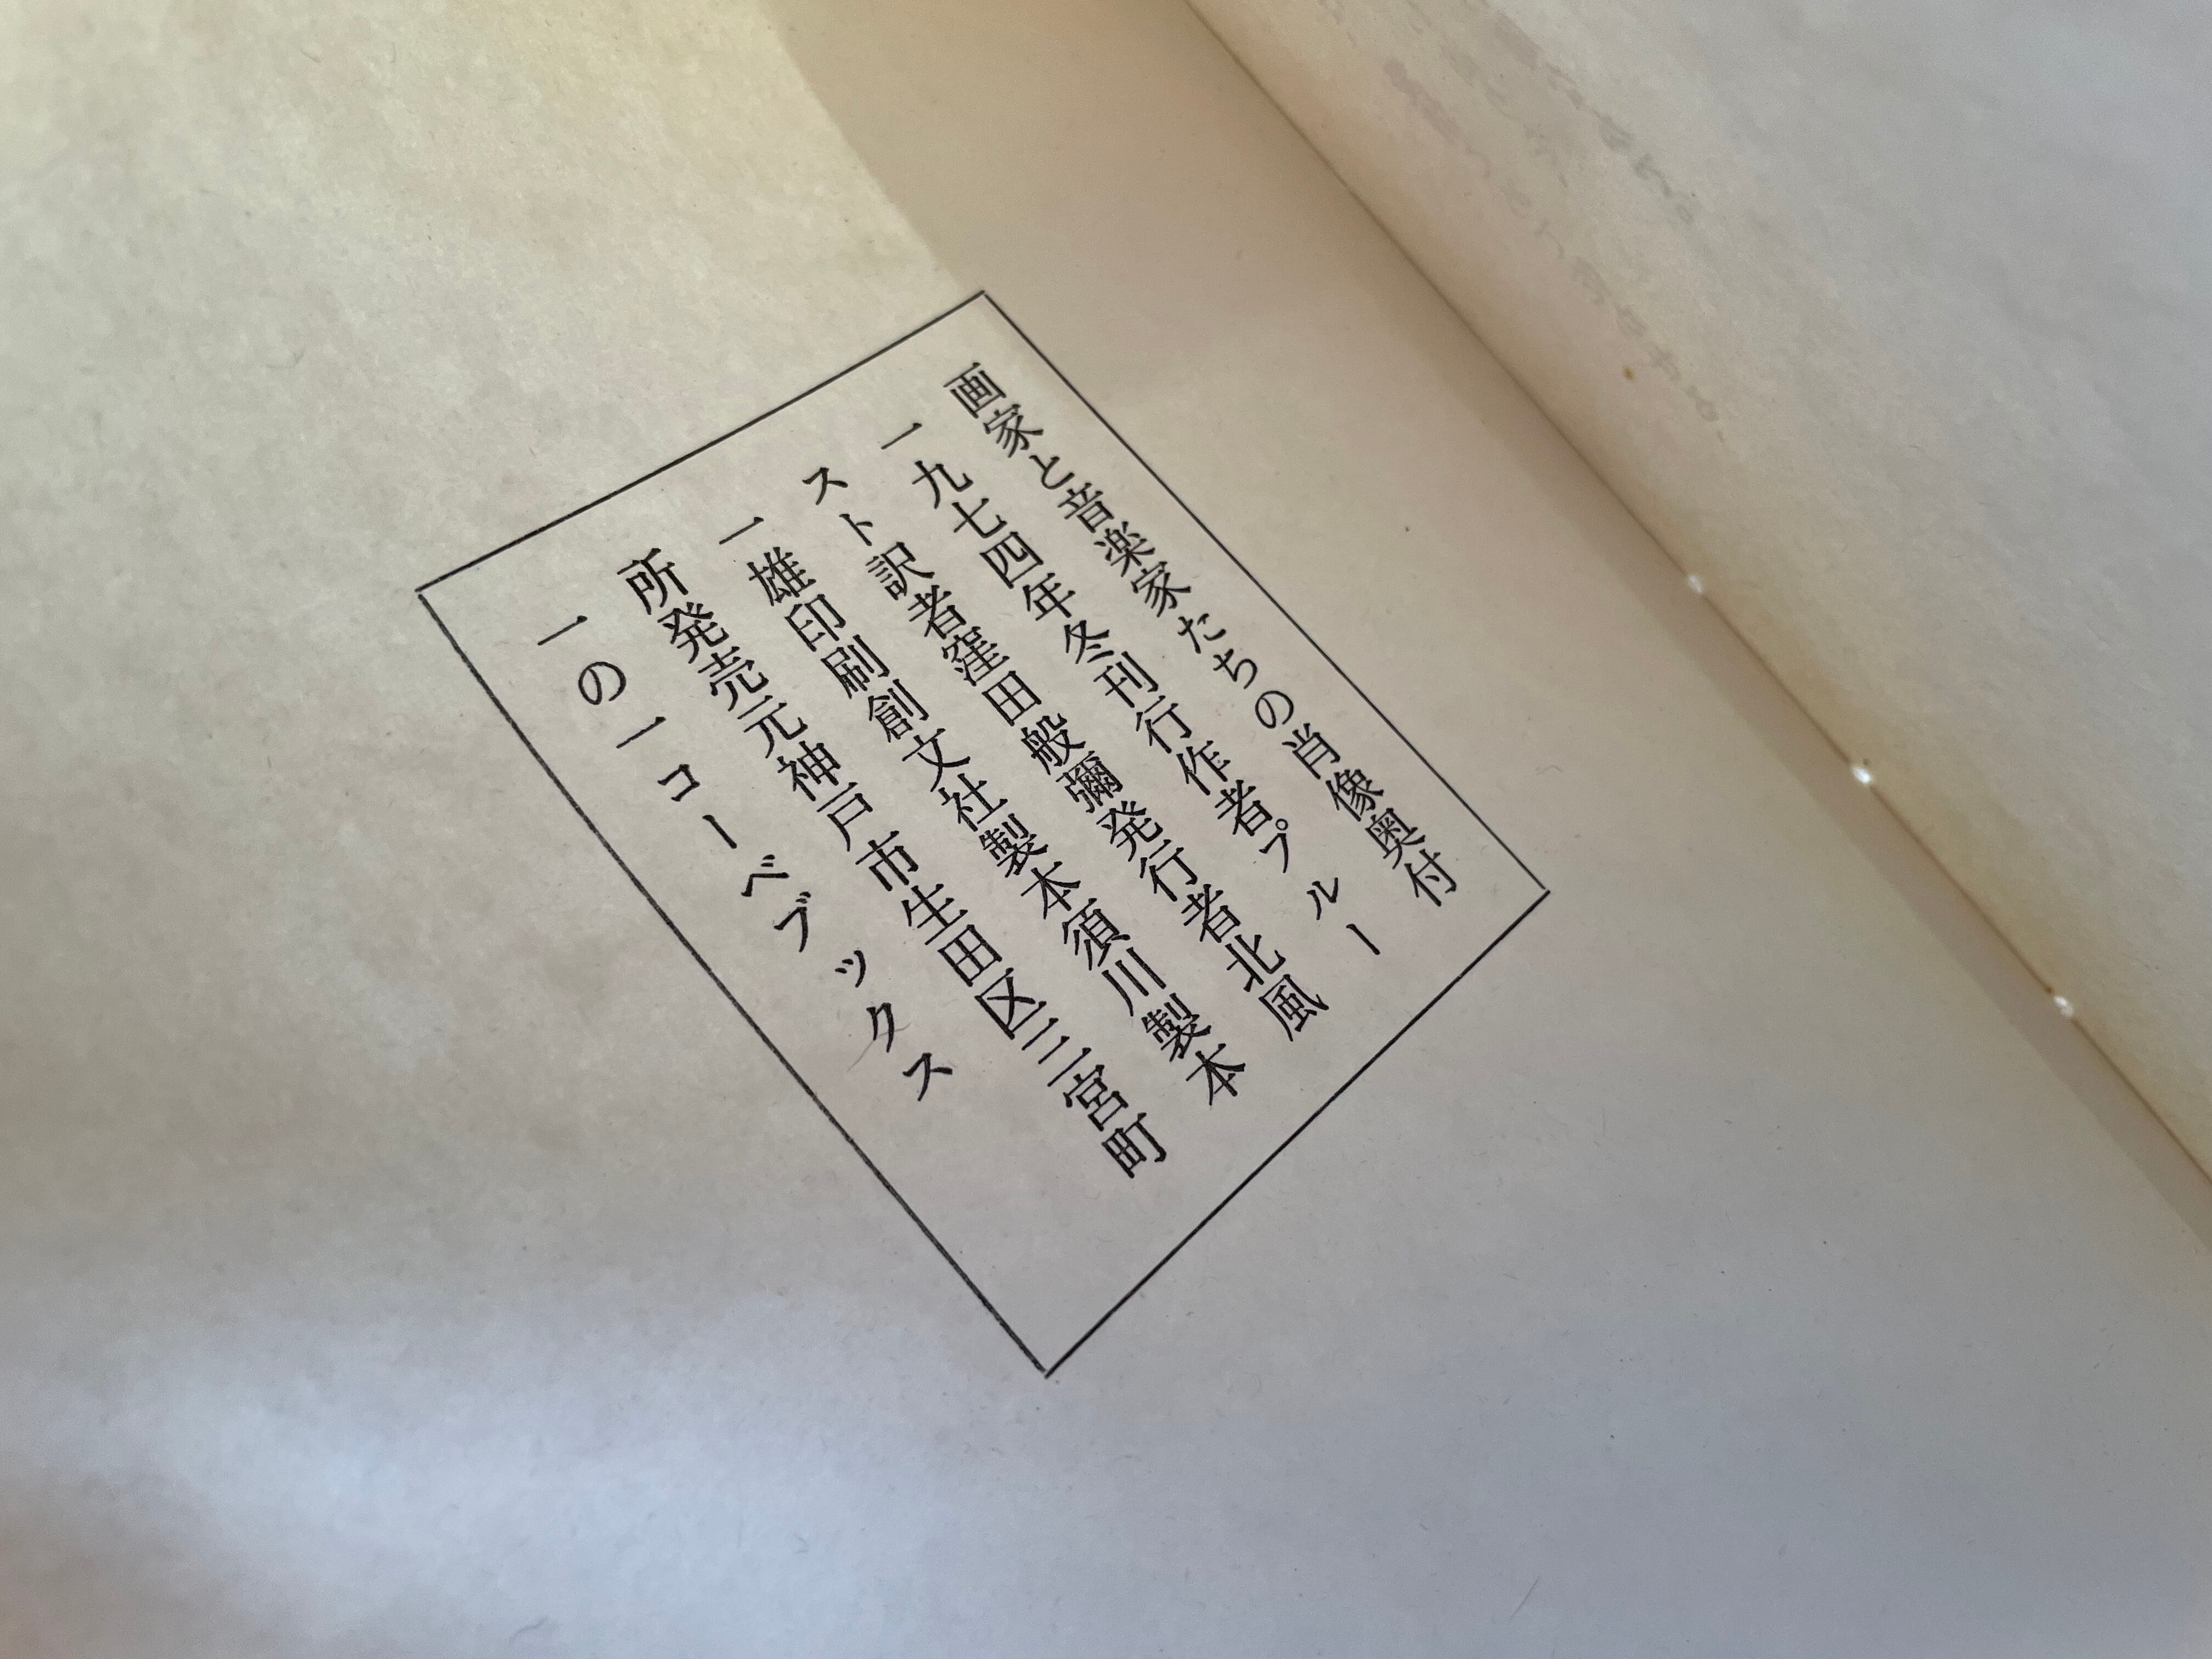 画家と音楽家たちの肖像奥付
一九七四年冬刊行作者プルー
スト訳者窪田般彌発行者北風
一雄印刷創文社製本須川製本
所発売元神戸市生田区三宮町
一の一コーベブックス